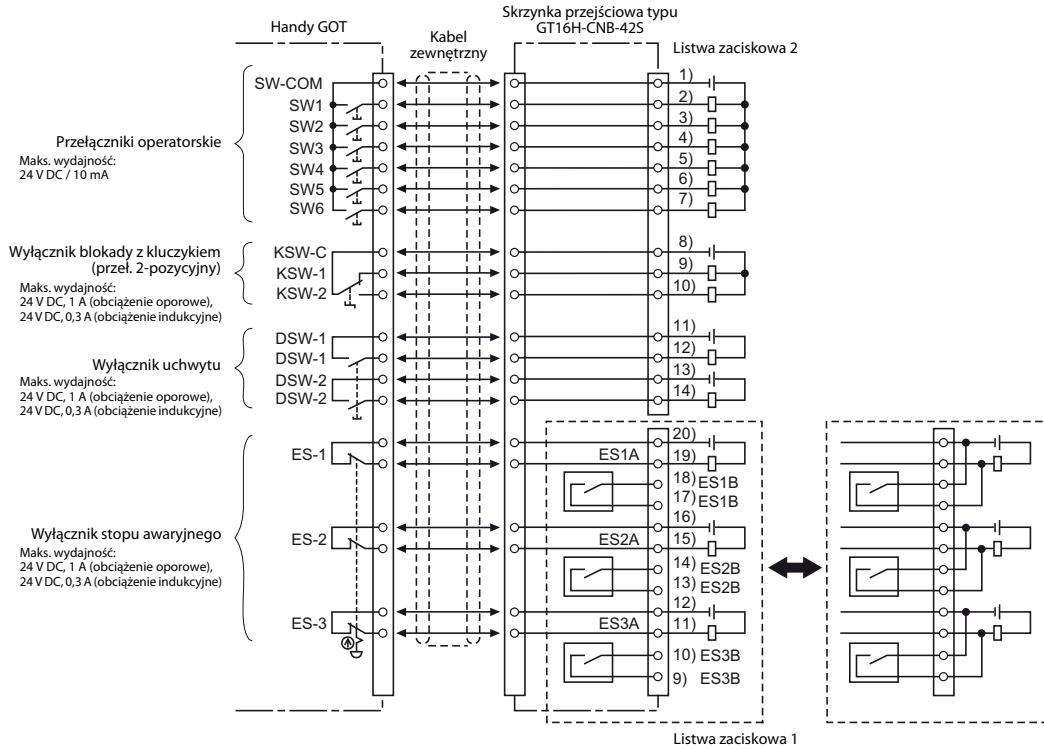 Handy GOT
Kabel
zewnętrzny
Skrzynka przejściowa typu
GT16H-CNB-42S
Listwa zaciskowa 2
Przełączniki operatorskie
Maks. wydajność:
24 V DC / 10 mA
SW-COM
SW1
SW2
SW3
SW4
SW5
SW6
1)
2)
3)
4)
5)
6)
7)
Wyłącznik blokady z kluczykiem
(przeł. 2-pozycyjny)
Maks. wydajność:
24 V DC, 1 A (obciążenie oporowe),
24 V DC, 0,3 A (obciążenie indukcyjne)
KSW-C
KSW-1
KSW-2
8)
9)
10)
Wyłącznik uchwytu
Maks. wydajność:
24 V DC, 1 A (obciążenie oporowe),
24 V DC, 0,3 A (obciążenie indukcyjne)
DSW-1
DSW-1
DSW-2
DSW-2
11)
12)
13)
14)
Wyłącznik stopu awaryjnego
Maks. wydajność:
24 V DC, 1 A (obciążenie oporowe),
24 V DC, 0,3 A (obciążenie indukcyjne)
ES-1
ES-2
ES-3
20)
ES1A 19)
18) ES1B
17) ES1B
16)
ES2A 15)
14) ES2B
13) ES2B
12)
ES3A 11)
10) ES3B
9) ES3B
Listwa zaciskowa 1